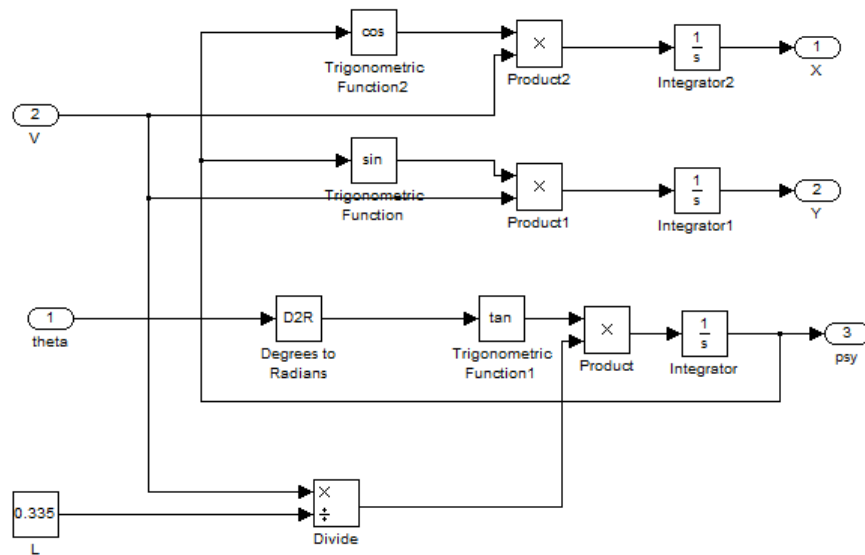 cos
Trigonometric
Function2
×
Product2
1
s
Integrator2
1
X
2
V
sin
Trigonometric
Function
×
Product1
1
s
Integrator1
2
Y
1
theta
D2R
Degrees to
Radians
tan
Trigonometric
Function1
×
Product
1
s
Integrator
3
psy
0.335
L
×
÷
Divide